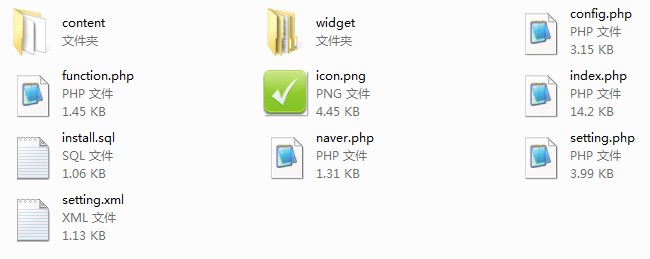 content
文件夹
widget
文件夹
config.php
PHP 文件
3.15 KB
function.php
PHP 文件
1.45 KB
icon.png
PNG 文件
4.45 KB
index.php
PHP 文件
14.2 KB
install.sql
SQL 文件
1.06 KB
naver.php
PHP 文件
1.31 KB
setting.php
PHP 文件
3.99 KB
setting.xml
XML 文件
1.13 KB